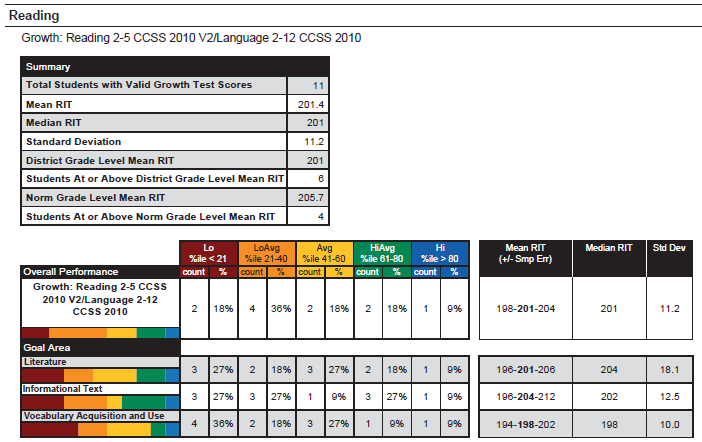 Reading
Growth: Reading 2-5 CCSS 2010 V2/Language 2-12 CCSS 2010
Summary
Total Students with Valid Growth Test Scores 11
Mean RIT 201.4
Median RIT 201
Standard Deviation 11.2
District Grade Level Mean RIT 201
Students At or Above District Grade Level Mean RIT 6
Norm Grade Level Mean RIT 205.7
Students At or Above Norm Grade Level Mean RIT 4
Lo LoAvg Avg HiAvg Hi Mean RIT Median RIT Std Dev
%ile < 21 %ile 21-40 %ile 41-60 %ile 61-80 %ile > 80 (+/- Smp Err)
Overall Performance count % count % count % count % count %
Growth: Reading 2-5 CCSS
2010 V2/Language 2-12 2 18% 4 36% 2 18% 2 18% 1 9% 198-201-204 201 11.2
CCSS 2010
Goal Area
Literature 3 27% 2 18% 3 27% 2 18% 1 9% 196-201-206 204 18.1
Informational Text 3 27% 3 27% 1 9% 3 27% 1 9% 196-204-212 202 12.5
Vocabulary Acquisition and Use 4 36% 2 18% 3 27% 1 9% 1 9% 194-198-202 198 10.0